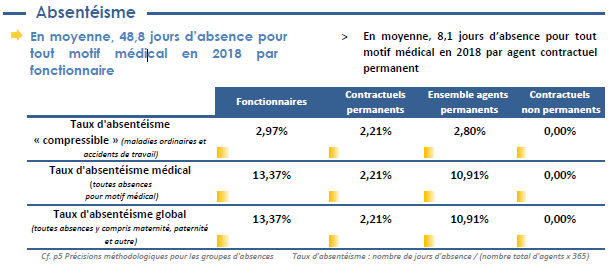 Absentéisme
En moyenne, 48,8 jours d'absence pour
tout motif médical en 2018 par
fonctionnaire
> En moyenne, 8,1 jours d'absence pour tout
motif médical en 2018 par agent contractuel
permanent
Fonctionnaires Contractuels permanents Ensemble agents permanents Contractuels non permanents
Taux d'absentéisme
« compressible » (maladies ordinaires et
accidents de travail)
2,97% 2,21% 2,80% 0,00%
Taux d'absentéisme médical
(toutes absences
pour motif médical)
13,37% 2,21% 10,91% 0,00%
Taux d'absentéisme global
(toutes absences y compris maternité, paternité
et autre)
13,37% 2,21% 10,91% 0,00%
Cf. p5 Précisions méthodologiques pour les groupes d'absences Taux d'absentéisme : nombre de jours d'absence / (nombre total d'agents x 365)